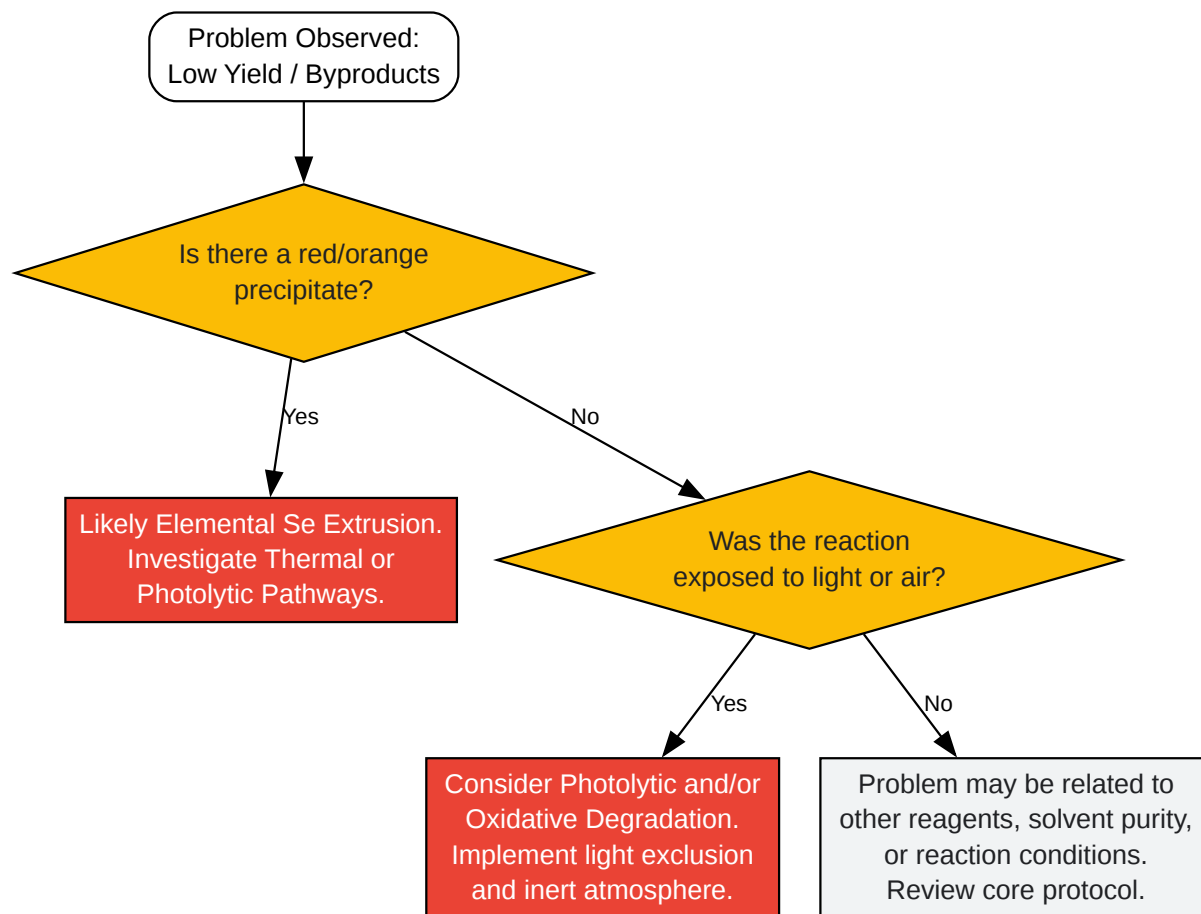 Problem Observed:
Low Yield / Byproducts
Is there a red/orange
precipitate?
Yes
No
Likely Elemental Se Extrusion.
Investigate Thermal or
Photolytic Pathways.
Was the reaction
exposed to light or air?
Yes
No
Consider Photolytic and/or
Oxidative Degradation.
Implement light exclusion
and inert atmosphere.
Problem may be related to
other reagents, solvent purity,
or reaction conditions.
Review core protocol.